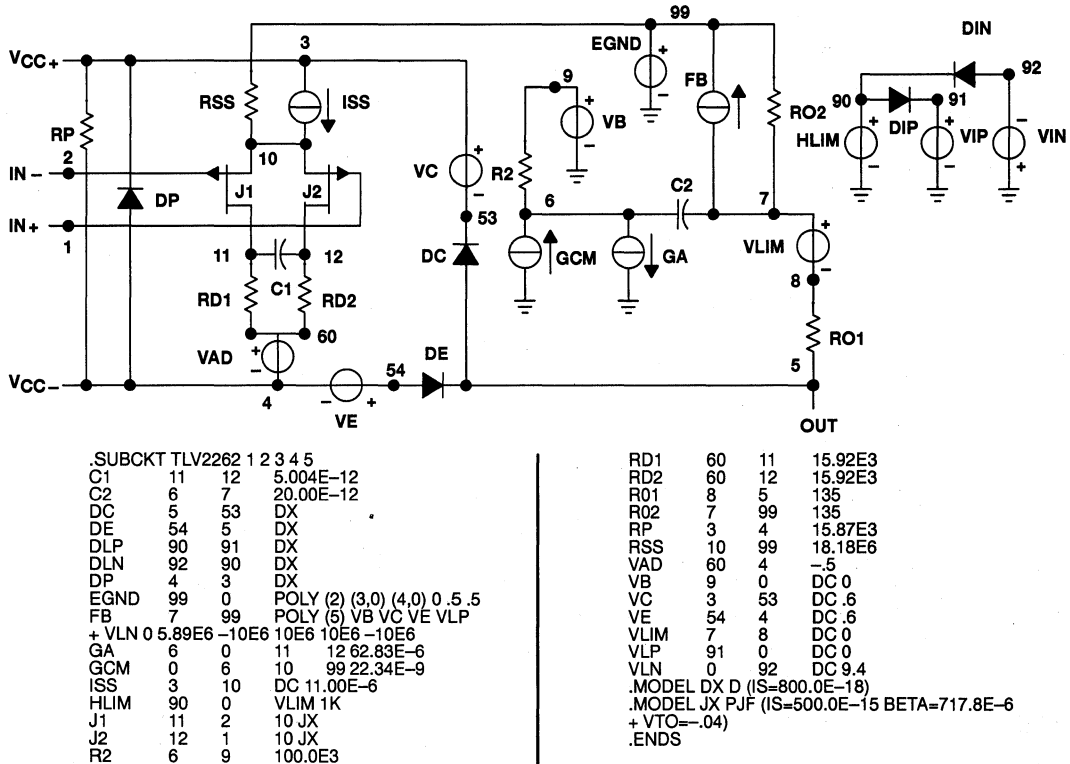 99
3
DIN
EGND
+
-
VCC+
9
FB
92
RSS
ISS
+
VB
-
RO2
90
91
DIP
+
HLIM
-
+
VIP
-
-
VIN
+
RP
2
10
IN -
J1
J2
VC
+
-
R2
C2
DP
6
7
53
IN+
1
GCM
GA
VLIM
+
-
DC
11
12
C1
8
RD1
RD2
60
RO1
VAD
+
-
DE
54
5
VCC-
4
-
+
VE
OUT
.SUBCKT TLV2262 1 2 3 4 5
C1 11 12 5.004E-12
C2 6 7 20.00E-12
DC 5 53 DX
DE 54 5 DX
DLP 90 91 DX
DLN 92 90 DX
DP 4 3 DX
EGND 99 0 POLY (2) (3,0) (4,0) 0 .5 .5
FB 7 99 POLY (5) VB VC VE VLP
+ VLN 0 5.89E6 -10E6 10E6 10E6 -10E6
GA 6 0 11 12 62.83E-6
GCM 0 6 10 99 22.34E-9
ISS 3 10 DC 11.00E-6
HLIM 90 0 VLIM 1K
J1 11 2 10 JX
J2 12 1 10 JX
R2 6 9 100.0E3
RD1 60 11 15.92E3
RD2 60 12 15.92E3
R01 8 5 135
R02 7 99 135
RP 3 4 15.87E3
RSS 10 99 18.18E6
VAD 60 4 -.5
VB 9 0 DC 0
VC 3 53 DC .6
VE 54 4 DC .6
VLIM 7 8 DC 0
VLP 91 0 DC 0
VLN 0 92 DC 9.4
.MODEL DX D (IS=800.0E-18)
.MODEL JX PJF (IS=500.0E-15 BETA=717.8E-6
+ VTO=-.04)
.ENDS